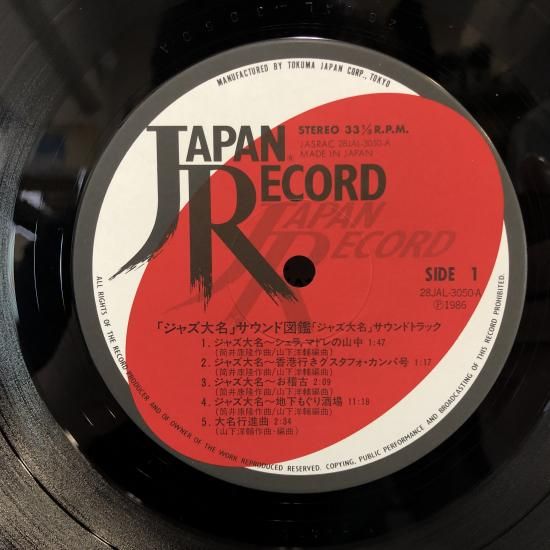 MANUFACTURED BY TOKUMA JAPAN CORP., TOKYO
STEREO 33 1/3 R.P.M.
JASRAC 28JAL-3050-A
MADE IN JAPAN
JAPAN®
RECORD
JAPAN
RECORD
SIDE 1
28JAL-3050-A
Ⓟ1986
「ジャズ大名」サウンド図鑑「ジャズ大名」サウンドトラック
1. ジャズ大名〜シェラ,マドレの山中 1:47
(筒井康隆作曲/山下洋輔編曲)
2. ジャズ大名〜香港行きグスタフォ・カンパ号 1:17
(筒井康隆作曲/山下洋輔編曲)
3. ジャズ大名〜お稽古 2:09
(筒井康隆作曲/山下洋輔編曲)
4. ジャズ大名〜地下もぐり酒場 11:18
(筒井康隆作曲/山下洋輔編曲)
5. 大名行進曲 2:34
(山下洋輔作曲・編曲)
ALL RIGHTS OF THE RECORD PRODUCER AND OF OWNER OF THE WORK REPRODUCED RESERVED. COPYING, PUBLIC PERFORMANCE AND BROADCASTING OF THIS RECORD PROHIBITED.